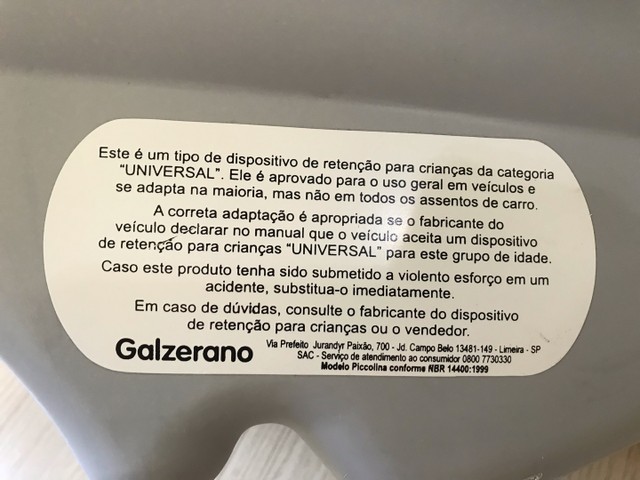 Este é um tipo de dispositivo de retenção para crianças da categoria
"UNIVERSAL". Ele é aprovado para o uso geral em veículos e
se adapta na maioria, mas não em todos os assentos de carro.
A correta adaptação é apropriada se o fabricante do
veículo declarar no manual que o veículo aceita um dispositivo
de retenção para crianças "UNIVERSAL" para este grupo de idade.
Caso este produto tenha sido submetido a violento esforço em um
acidente, substitua-o imediatamente.
Em caso de dúvidas, consulte o fabricante do dispositivo
de retenção para crianças ou o vendedor.
Galzerano
Via Prefeito Jurandyr Paixão, 700 - Jd. Campo Belo 13481-149 - Limeira - SP
SAC - Serviço de atendimento ao consumidor 0800 7730330
Modelo Piccolina conforme NBR 14400:1999